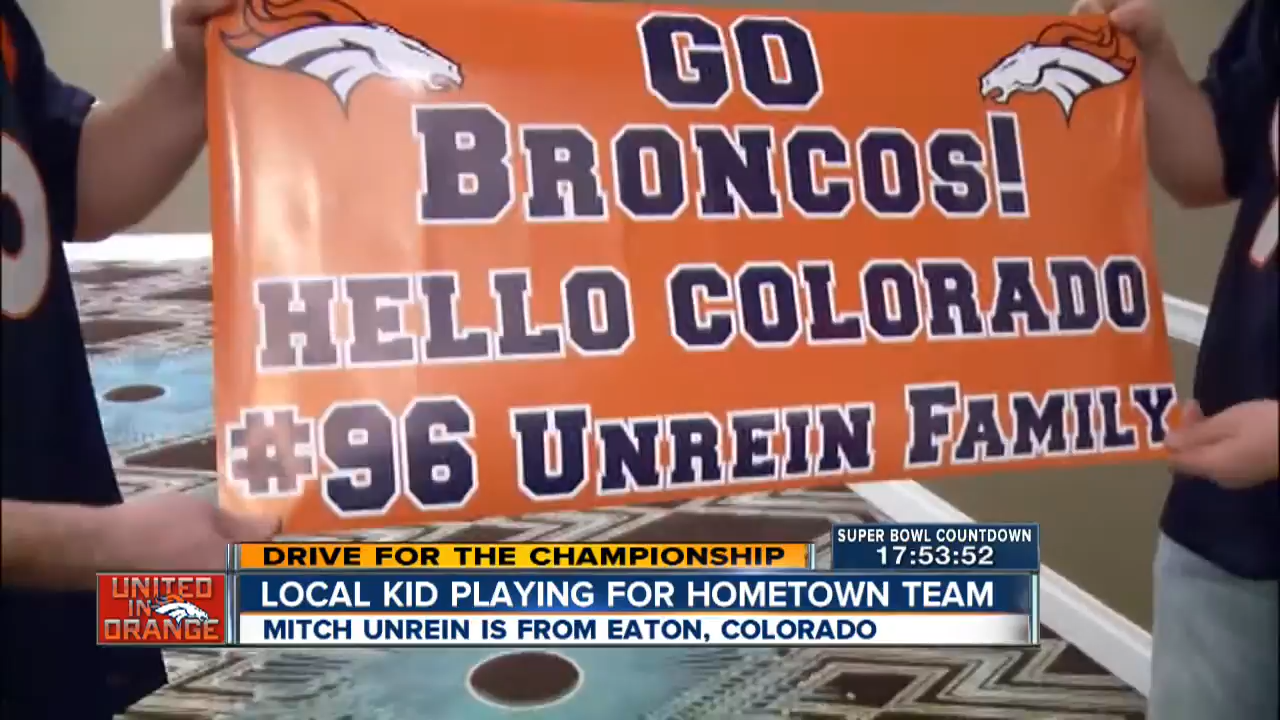 GO
BRONCOS!
HELLO COLORADO
#96 UNREIN FAMILY
DRIVE FOR THE CHAMPIONSHIP
SUPER BOWL COUNTDOWN
17:53:52
UNITED
IN
ORANGE
LOCAL KID PLAYING FOR HOMETOWN TEAM
MITCH UNREIN IS FROM EATON, COLORADO